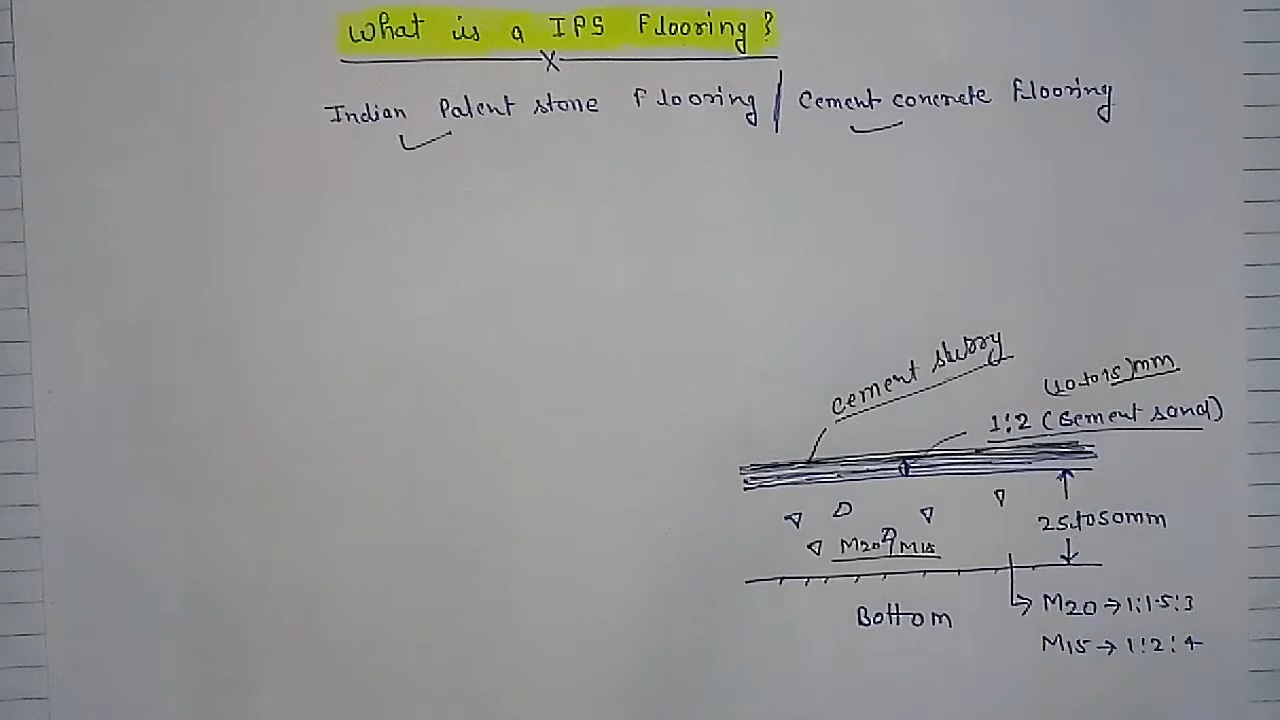 What is a IPS Flooring?
Indian Patent stone Flooring / Cement concrete Flooring
cement slurry
(10 to 15) mm
1:2 (Cement sand)
25 to 50mm
M20 / M15
Bottom
M20 → 1:1.5:3
M15 → 1:2:4